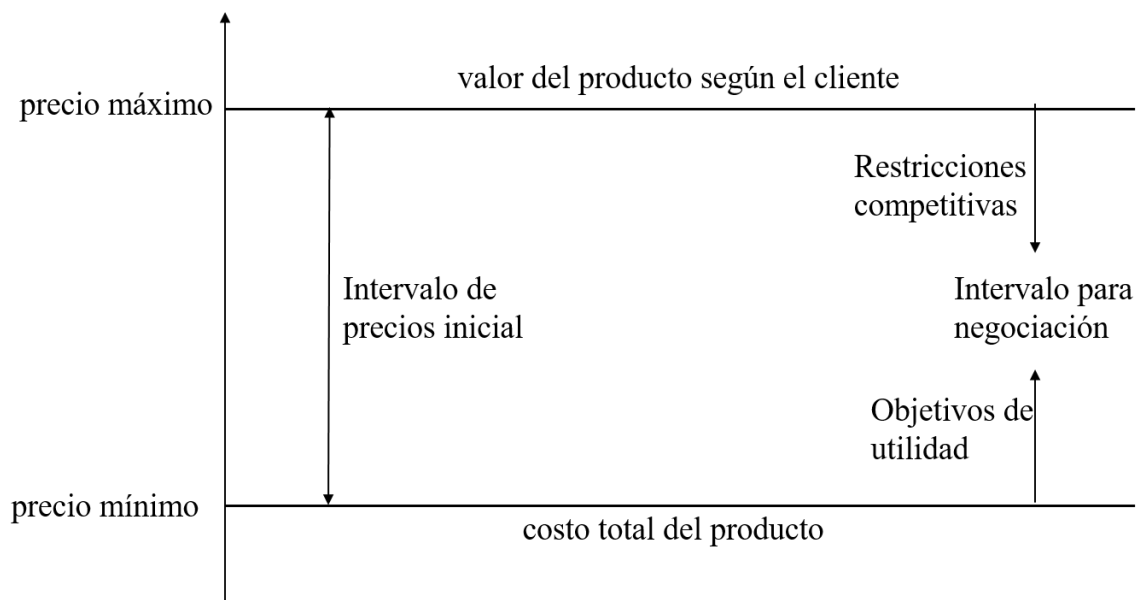 valor del producto según el cliente
precio máximo
Restricciones
competitivas
Intervalo de
precios inicial
Intervalo para
negociación
Objetivos de
utilidad
precio mínimo
costo total del producto